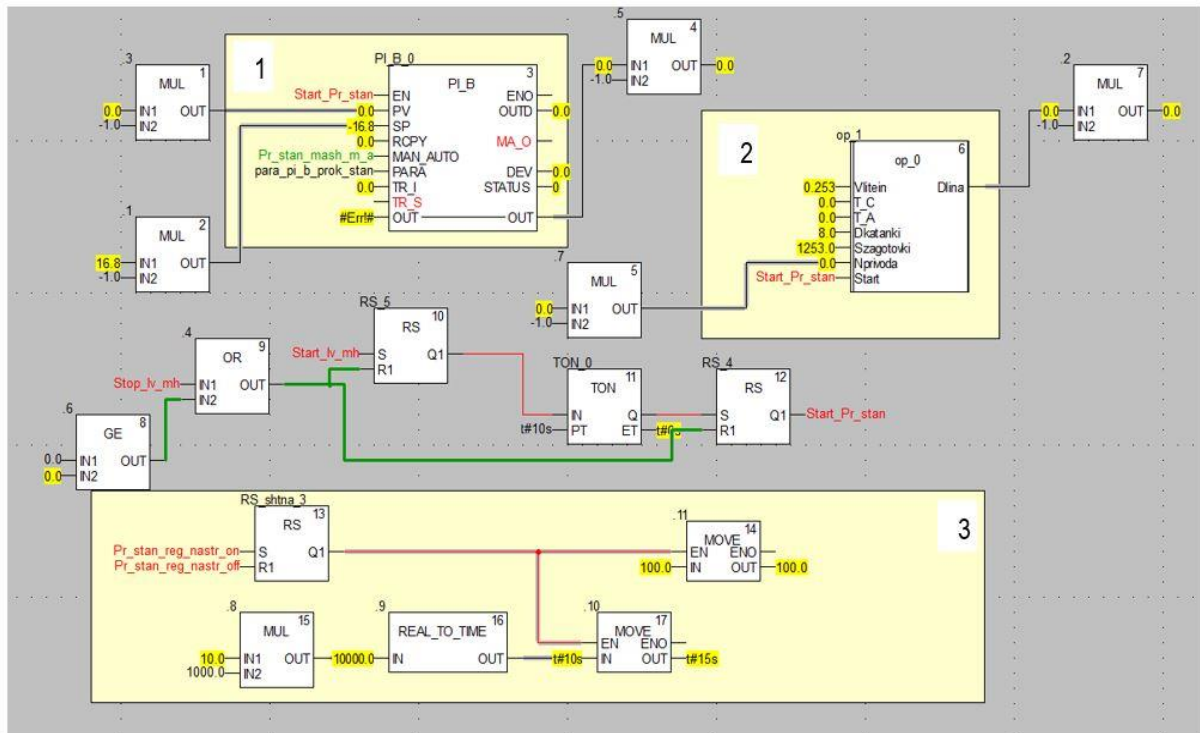 .5
MUL 4
0.0 IN1 OUT 0.0
-1.0 IN2
.3
MUL 1
0.0 IN1 OUT
-1.0 IN2
1
PI_B_0
PI_B 3
Start_Pr_stan EN ENO
0.0 PV OUTD 0.0
-16.8 SP
0.0 RCPY MA_O
Pr_stan_mash_m_a MAN_AUTO
para_pi_b_prok_stan PARA DEV 0.0
0.0 TR_I STATUS 0
TR_S
#Err!# OUT OUT
.2
MUL 7
0.0 IN1 OUT 0.0
-1.0 IN2
2
op_1
op_0 6
0.253 Vlitein Dlina
0.0 T_C
0.0 T_A
8.0 Dkatanki
1253.0 Szagotovki
0.0 Nprivoda
Start_Pr_stan Start
.1
MUL 2
16.8 IN1 OUT
-1.0 IN2
.7
MUL 5
0.0 IN1 OUT
-1.0 IN2
RS_5
RS 10
Start_lv_mh S Q1
R1
.4
OR 9
Stop_lv_mh IN1 OUT
IN2
TON_0
TON 11
IN Q
t#10s PT ET
RS_4
RS 12
S Q1 Start_Pr_stan
R1
.6
GE 8
0.0 IN1 OUT
0.0 IN2
3
RS_shtna_3
RS 13
Pr_stan_reg_nastr_on S Q1
Pr_stan_reg_nastr_off R1
.11
MOVE 14
EN ENO
100.0 IN OUT 100.0
.8
MUL 15
10.0 IN1 OUT 10000.0
1000.0 IN2
.9
REAL_TO_TIME 16
IN OUT t#10s
.10
MOVE 17
EN ENO
IN OUT t#15s